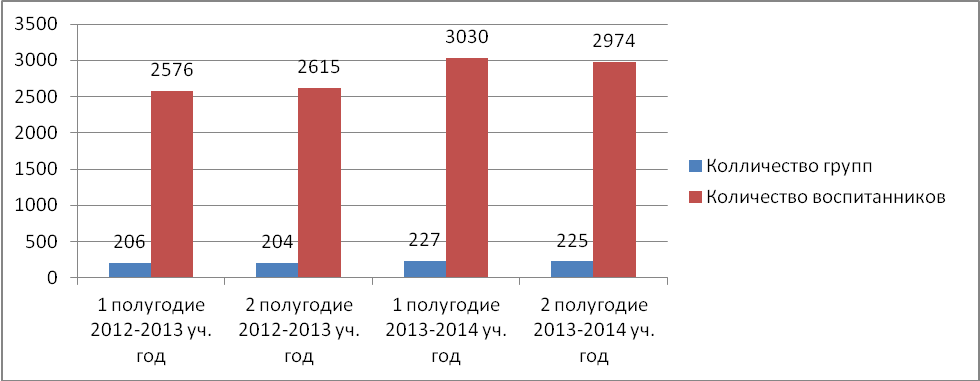 3500
3000
2500
2000
1500
1000
500
0
2576
2615
3030
2974
206
204
227
225
1 полугодие
2012-2013 уч.
год
2 полугодие
2012-2013 уч.
год
1 полугодие
2013-2014 уч.
год
2 полугодие
2013-2014 уч.
год
Колличество групп
Количество воспитанников